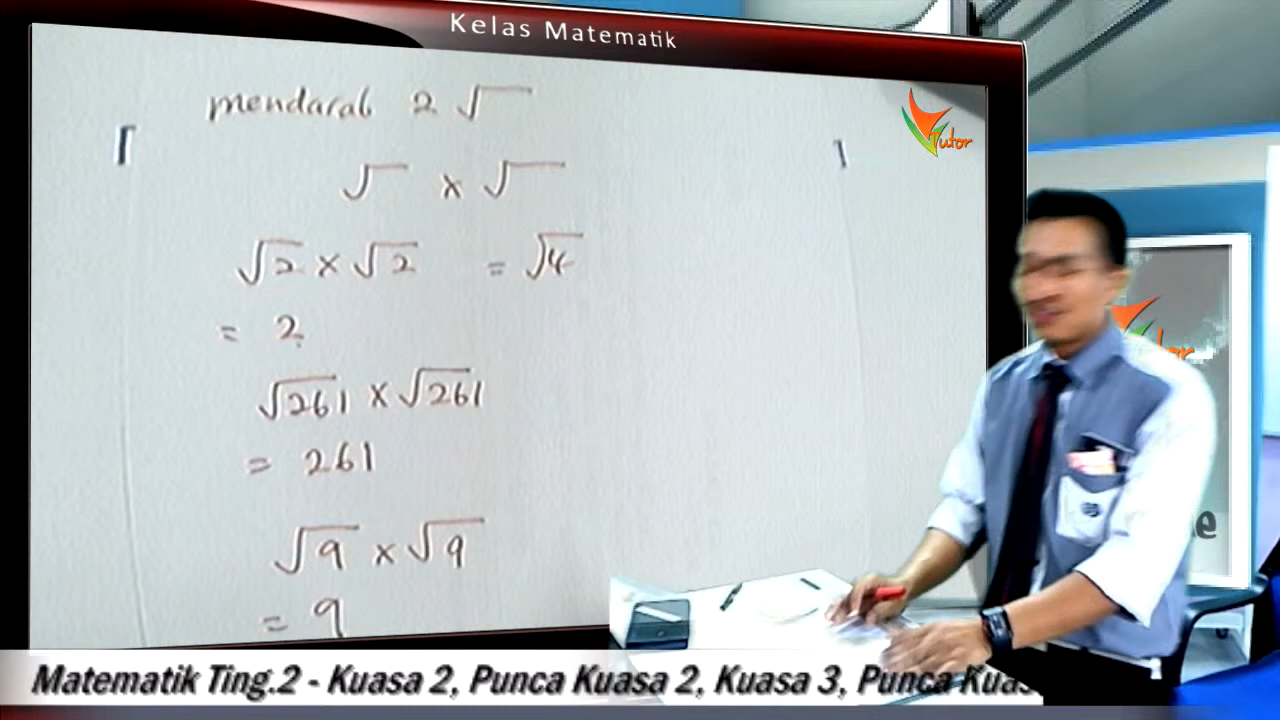 Kelas Matematik
mendarab 2 √
√ × √
Tutor
√2 × √2 = √4
= 2
√261 × √261
= 261
√9 × √9
= 9
Matematik Ting.2 - Kuasa 2, Punca Kuasa 2, Kuasa 3, Punca Kuas